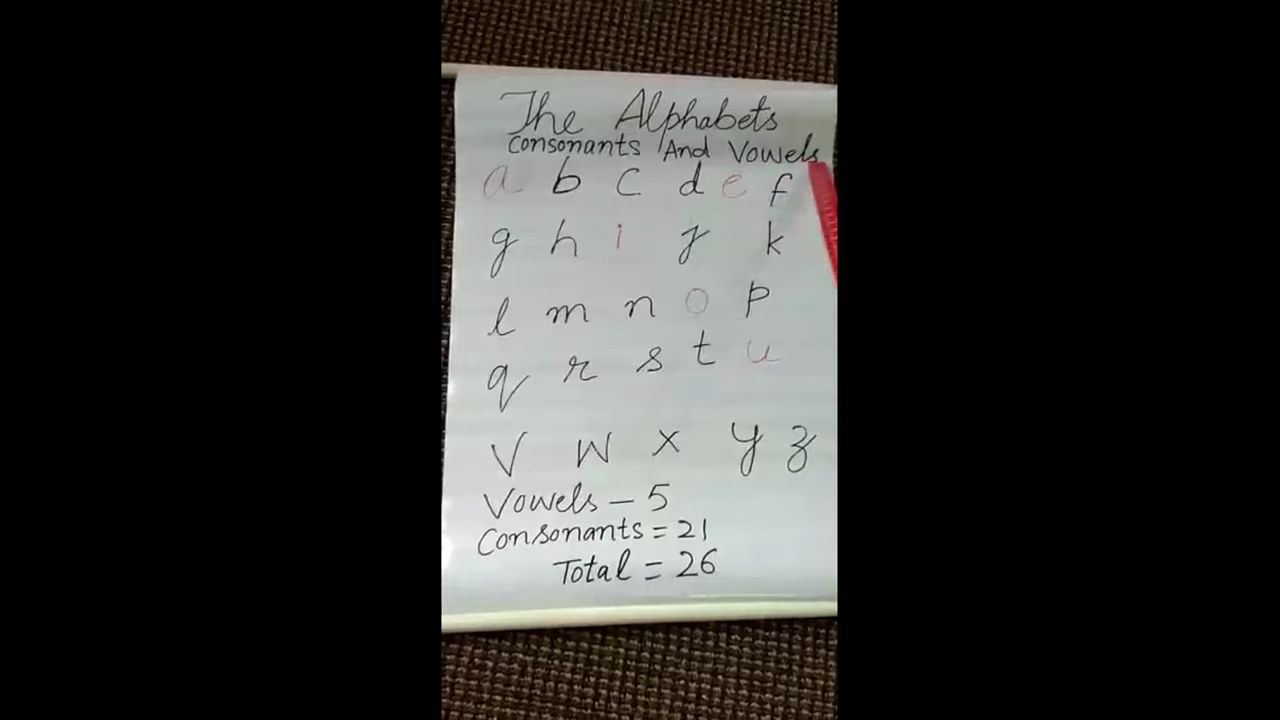 The Alphabets
Consonants And Vowels
a b c d e f
g h i j k
l m n o p
q r s t u
v w x y z
Vowels – 5
Consonants = 21
Total = 26